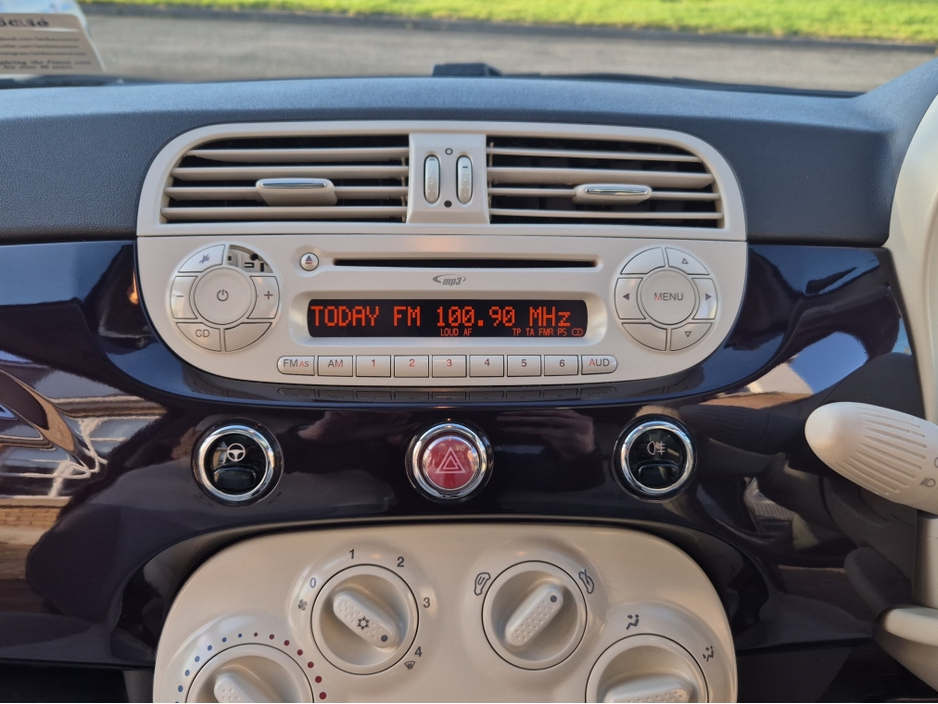 mp3
TODAY FM 100.90 MHz
LOUD AF TP TA FMR PS CD
CD
MENU
FM AS AM 1 2 3 4 5 6 AUD
0 1 2 3 4